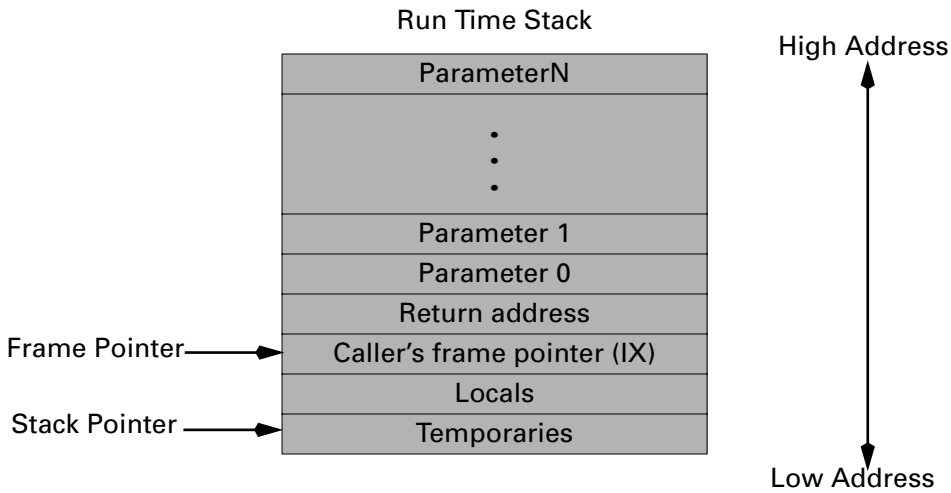 Run Time Stack
High Address
ParameterN
Parameter 1
Parameter 0
Return address
Frame Pointer
Caller's frame pointer (IX)
Locals
Stack Pointer
Temporaries
Low Address